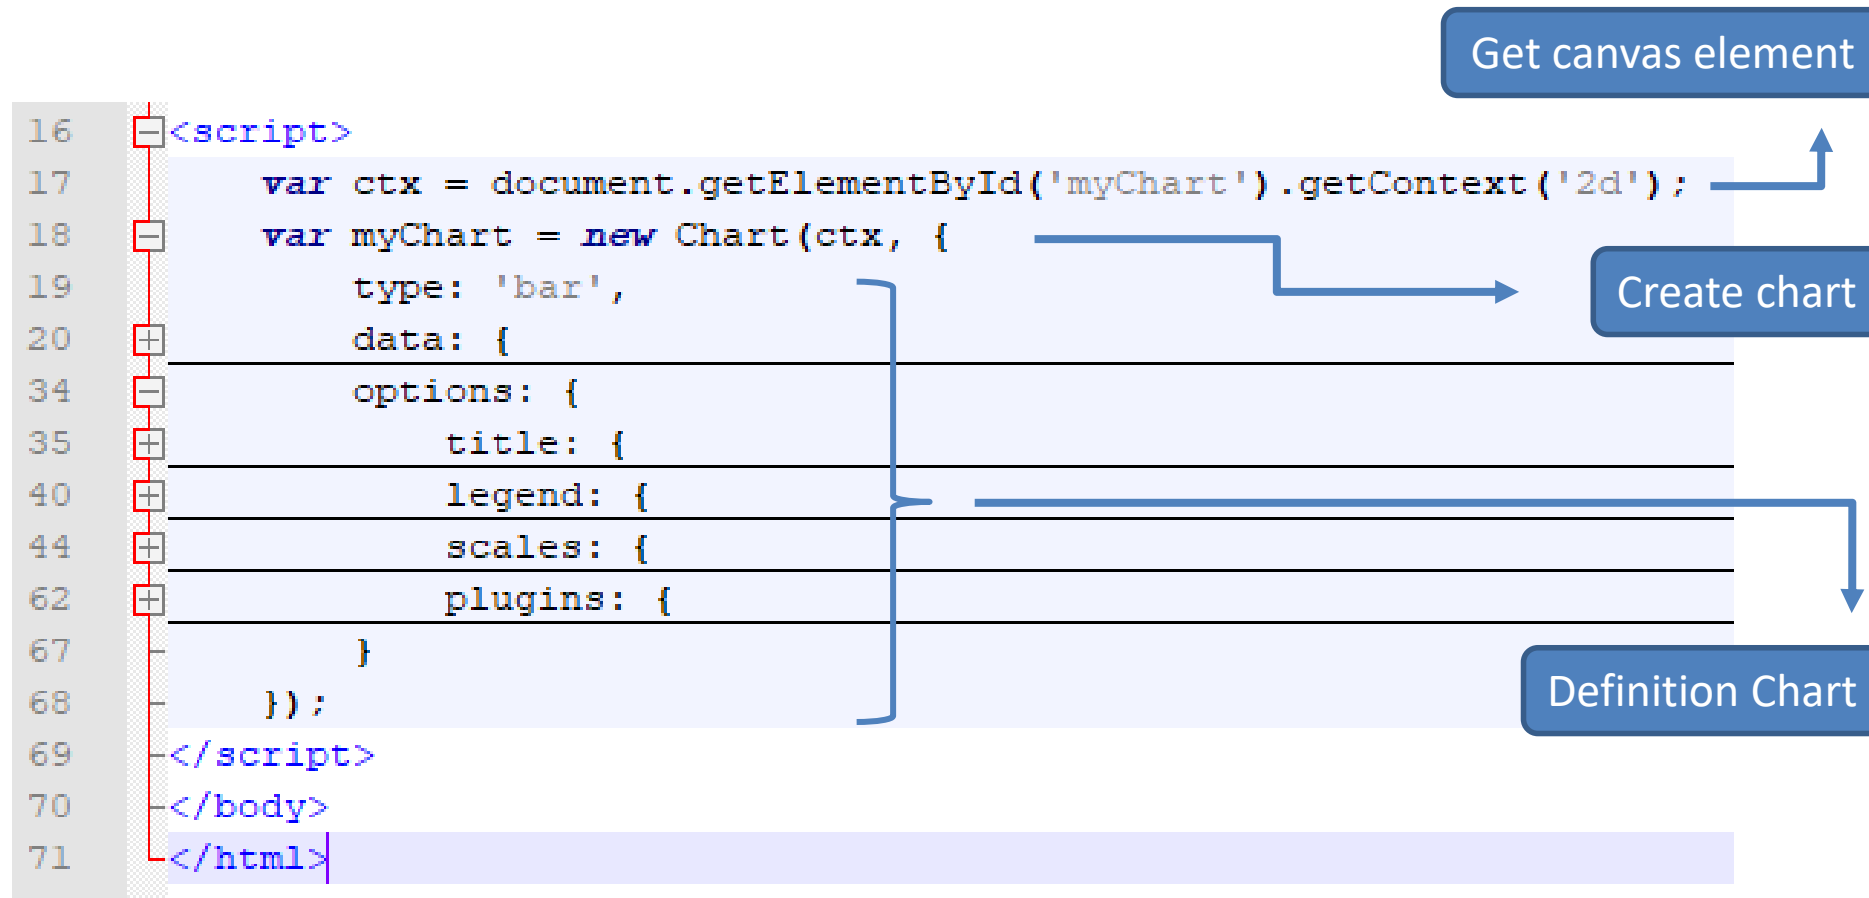 Get canvas element
16 <script>
17 var ctx = document.getElementById('myChart').getContext('2d');
18 var myChart = new Chart(ctx, {
Create chart
19 type: 'bar',
20 data: {
34 options: {
35 title: {
40 legend: {
44 scales: {
62 plugins: {
67 }
68 });
Definition Chart
69 </script>
70 </body>
71 </html>